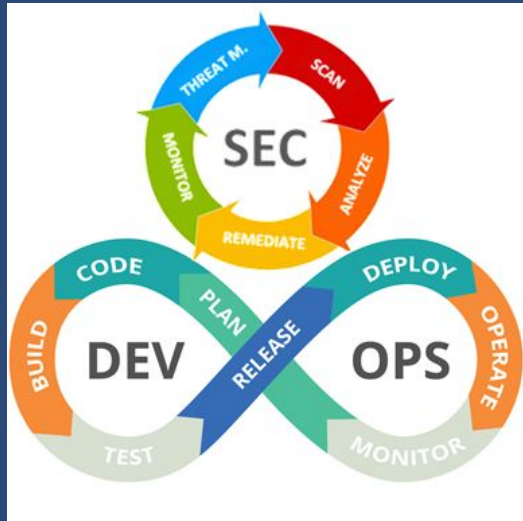 THREAT M.
SCAN
ANALYZE
REMEDIATE
MONITOR
SEC
CODE
PLAN
BUILD
DEV
TEST
RELEASE
DEPLOY
OPERATE
OPS
MONITOR